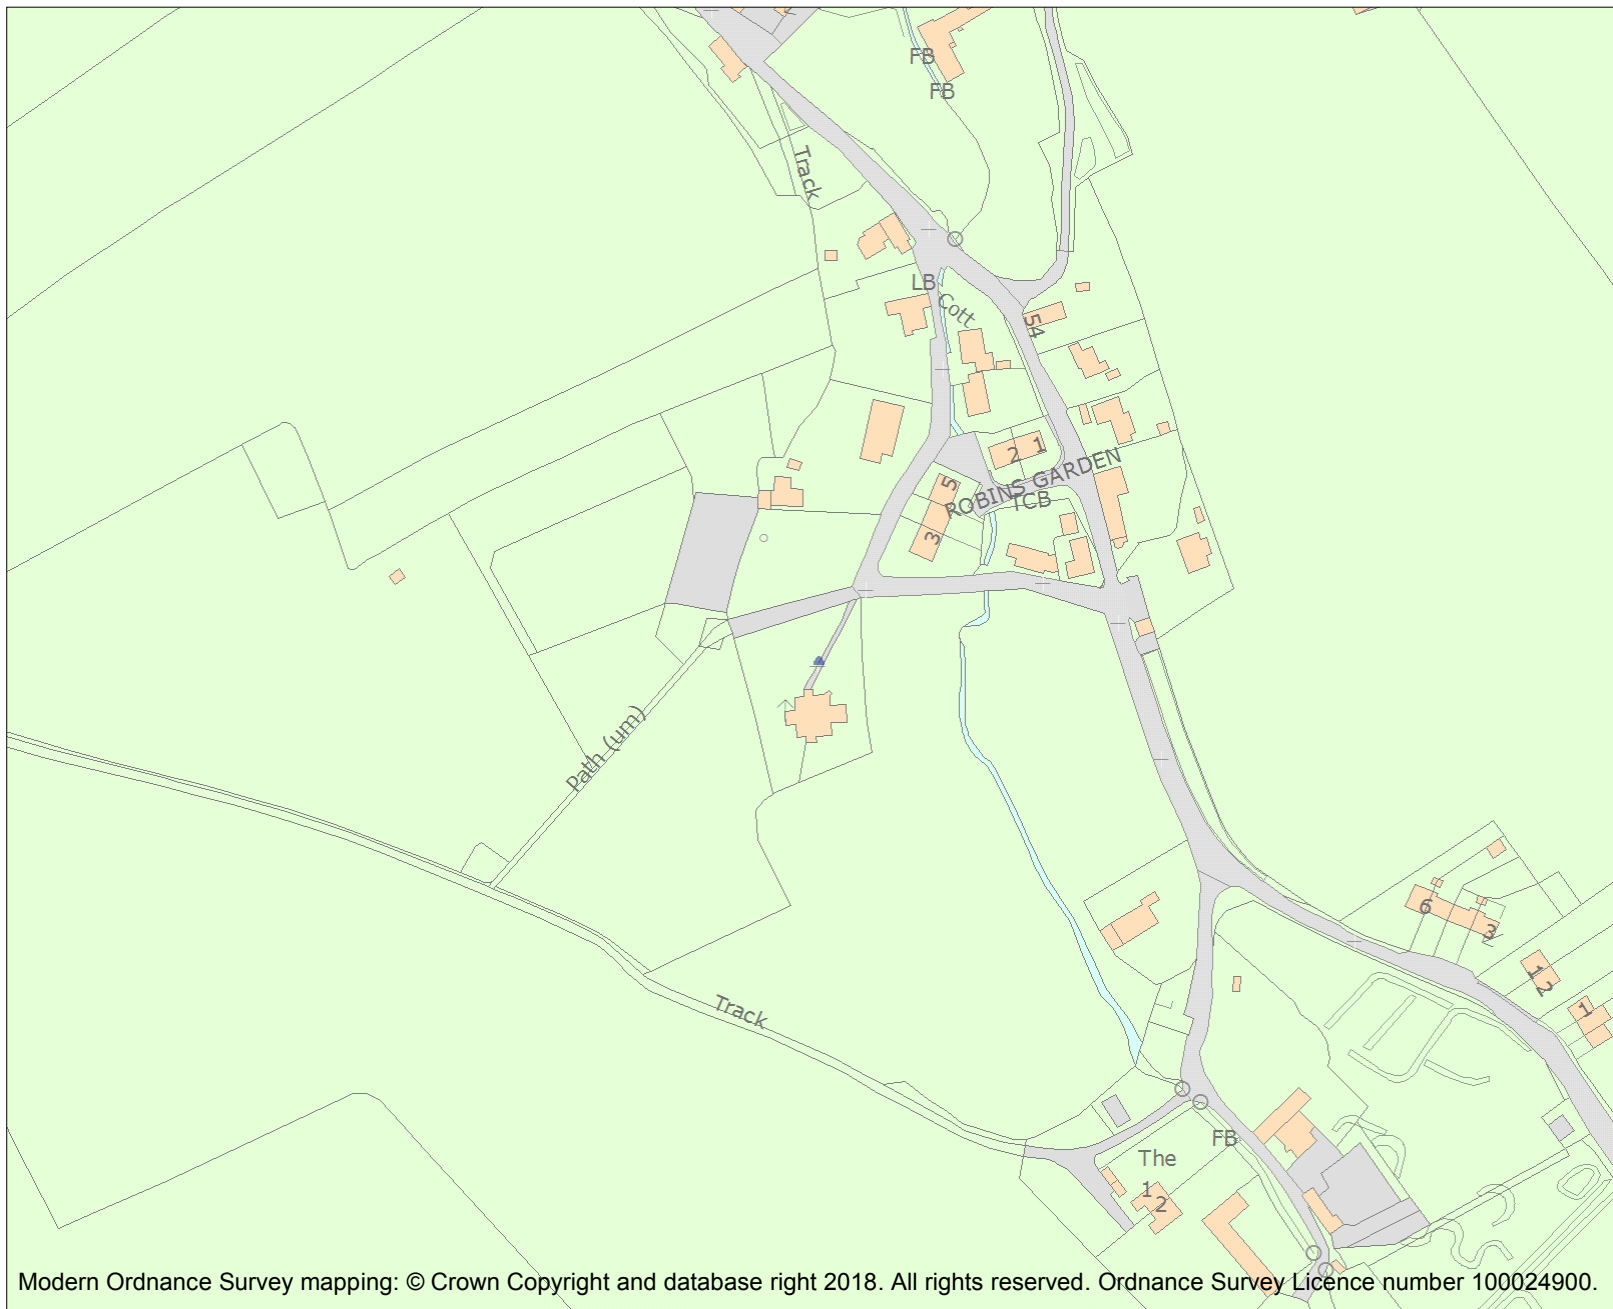 FB
FB
Track
LB
Cott
54
2 1
5
ROBINS GARDEN
TCB
3
Path (um)
6
3
1
2
1
Track
FB
The
1
2
Modern Ordnance Survey mapping: © Crown Copyright and database right 2018. All rights reserved. Ordnance Survey Licence number 100024900.